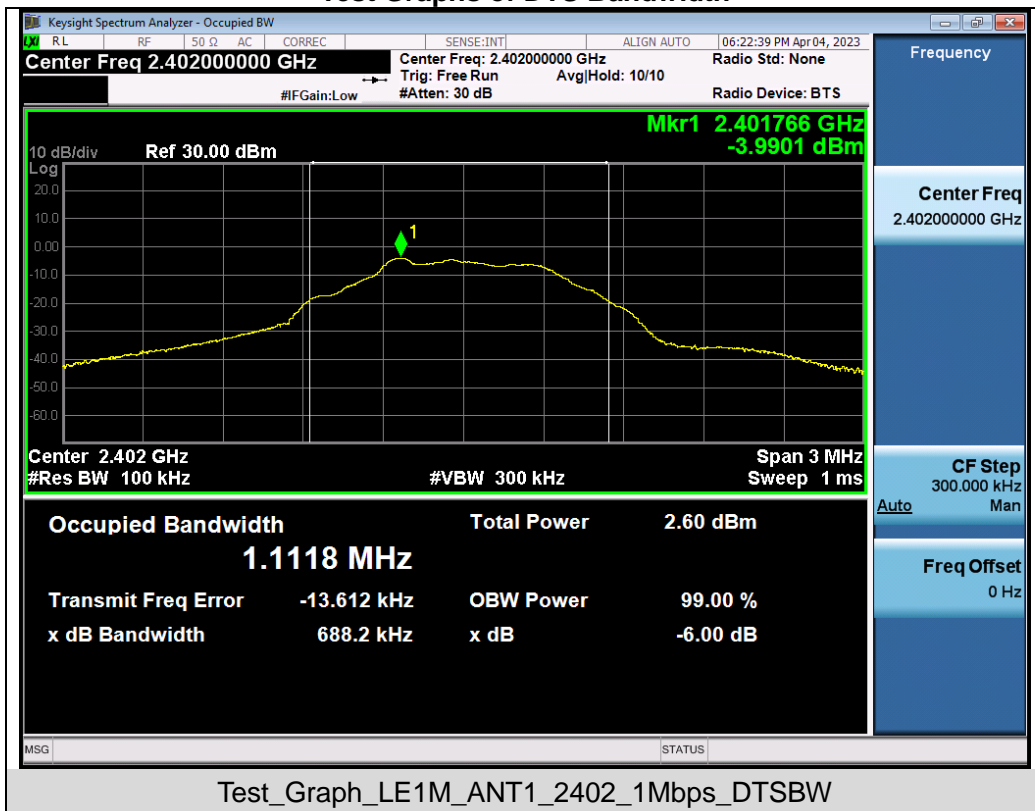 Test Graphs of DTS Bandwidth
Keysight Spectrum Analyzer - Occupied BW
LXI RL RF 50 Ω AC CORREC SENSE:INT ALIGN AUTO 06:22:39 PM Apr 04, 2023
Center Freq 2.402000000 GHz
Center Freq: 2.402000000 GHz
Radio Std: None
Trig: Free Run Avg|Hold: 10/10
#IFGain:Low
#Atten: 30 dB
Radio Device: BTS
Frequency
Mkr1 2.401766 GHz
-3.9901 dBm
10 dB/div Ref 30.00 dBm
Log
20.0
10.0
0.00
-10.0
-20.0
-30.0
-40.0
-50.0
-60.0
1
Center 2.402 GHz
Span 3 MHz
#Res BW 100 kHz
#VBW 300 kHz
Sweep 1 ms
Center Freq
2.402000000 GHz
CF Step
300.000 kHz
Auto Man
Freq Offset
0 Hz
Occupied Bandwidth
1.1118 MHz
Total Power 2.60 dBm
Transmit Freq Error -13.612 kHz
OBW Power 99.00 %
x dB Bandwidth 688.2 kHz
x dB -6.00 dB
MSG
STATUS
Test_Graph_LE1M_ANT1_2402_1Mbps_DTSBW